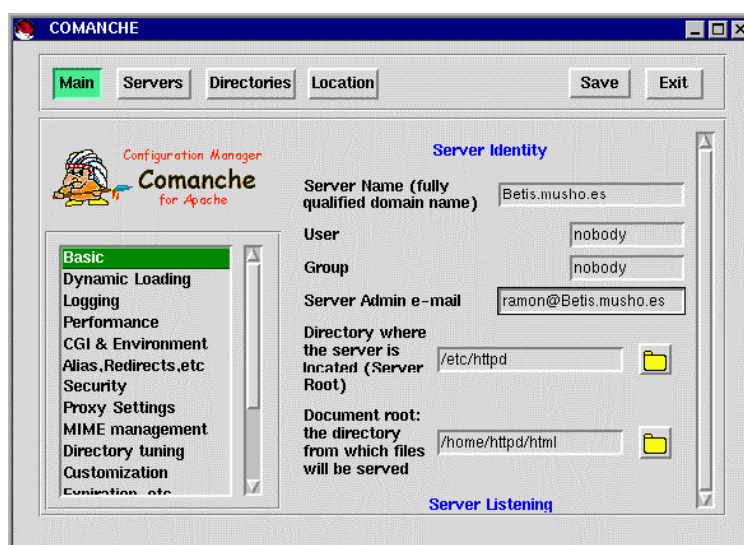 COMANCHE
Main Servers Directories Location Save Exit
Configuration Manager
Comanche
for Apache
Basic
Dynamic Loading
Logging
Performance
CGI & Environment
Alias,Redirects,etc
Security
Proxy Settings
MIME management
Directory tuning
Customization
Expiration, etc
Server Identity
Server Name (fully
qualified domain name)
Betis.musho.es
User
nobody
Group
nobody
Server Admin e-mail
ramon@Betis.musho.es
Directory where
the server is
located (Server
Root)
/etc/httpd
Document root:
the directory
from which files
will be served
/home/httpd/html
Server Listening